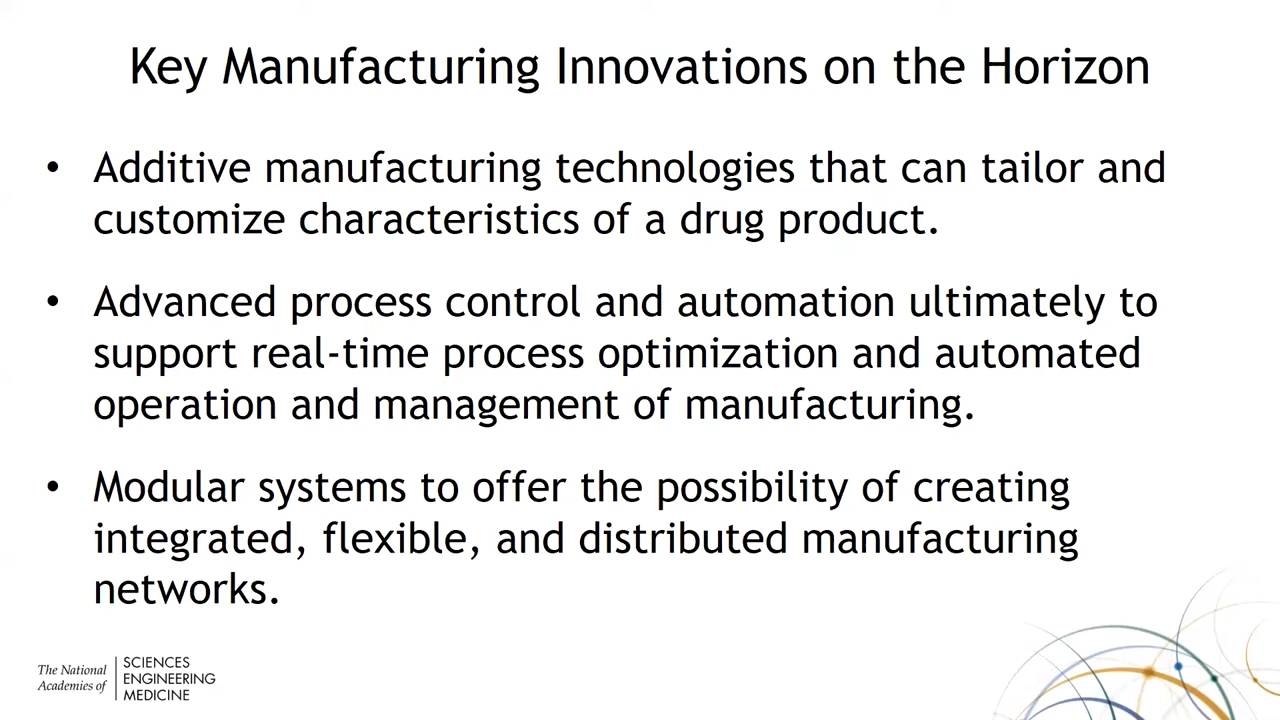 Key Manufacturing Innovations on the Horizon
• Additive manufacturing technologies that can tailor and
customize characteristics of a drug product.
• Advanced process control and automation ultimately to
support real-time process optimization and automated
operation and management of manufacturing.
• Modular systems to offer the possibility of creating
integrated, flexible, and distributed manufacturing
networks.
The National
Academies of
SCIENCES
ENGINEERING
MEDICINE